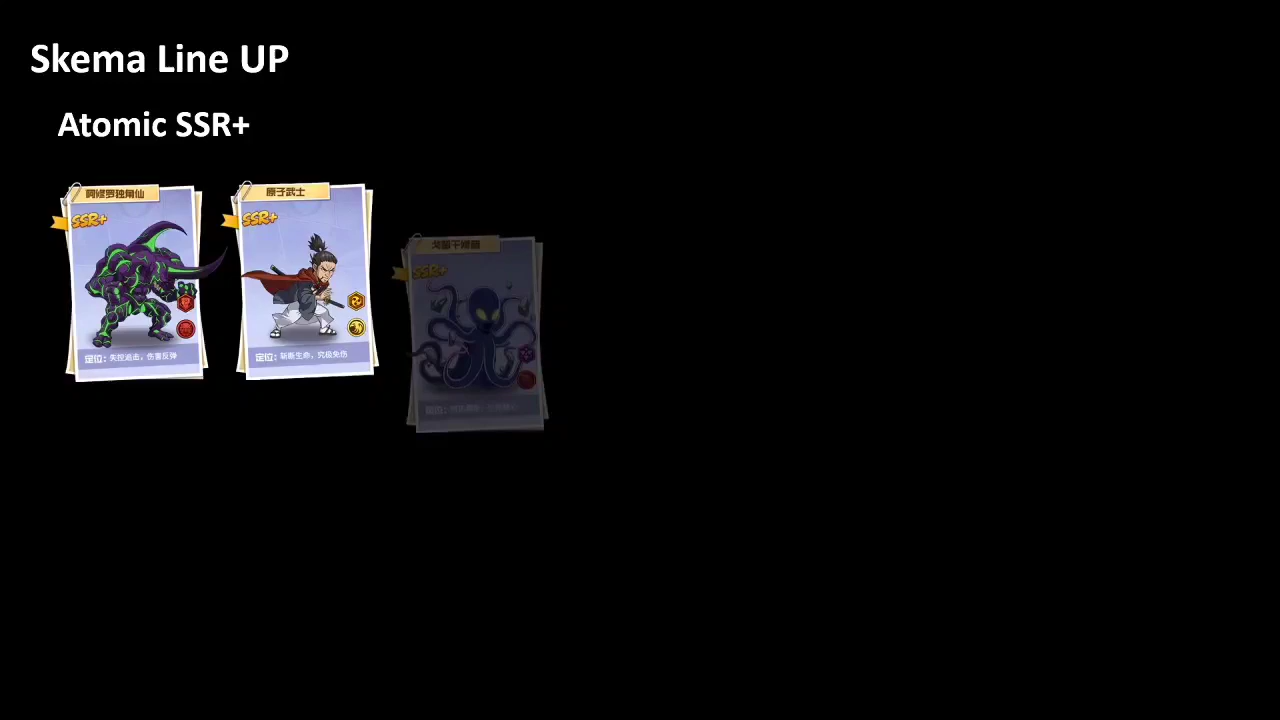 Skema Line UP
Atomic SSR+
阿修罗独角仙
SSR+
定位：失控追击，伤害反弹
原子武士
SSR+
定位：斩断生命，究极免伤
SSR+
定位：